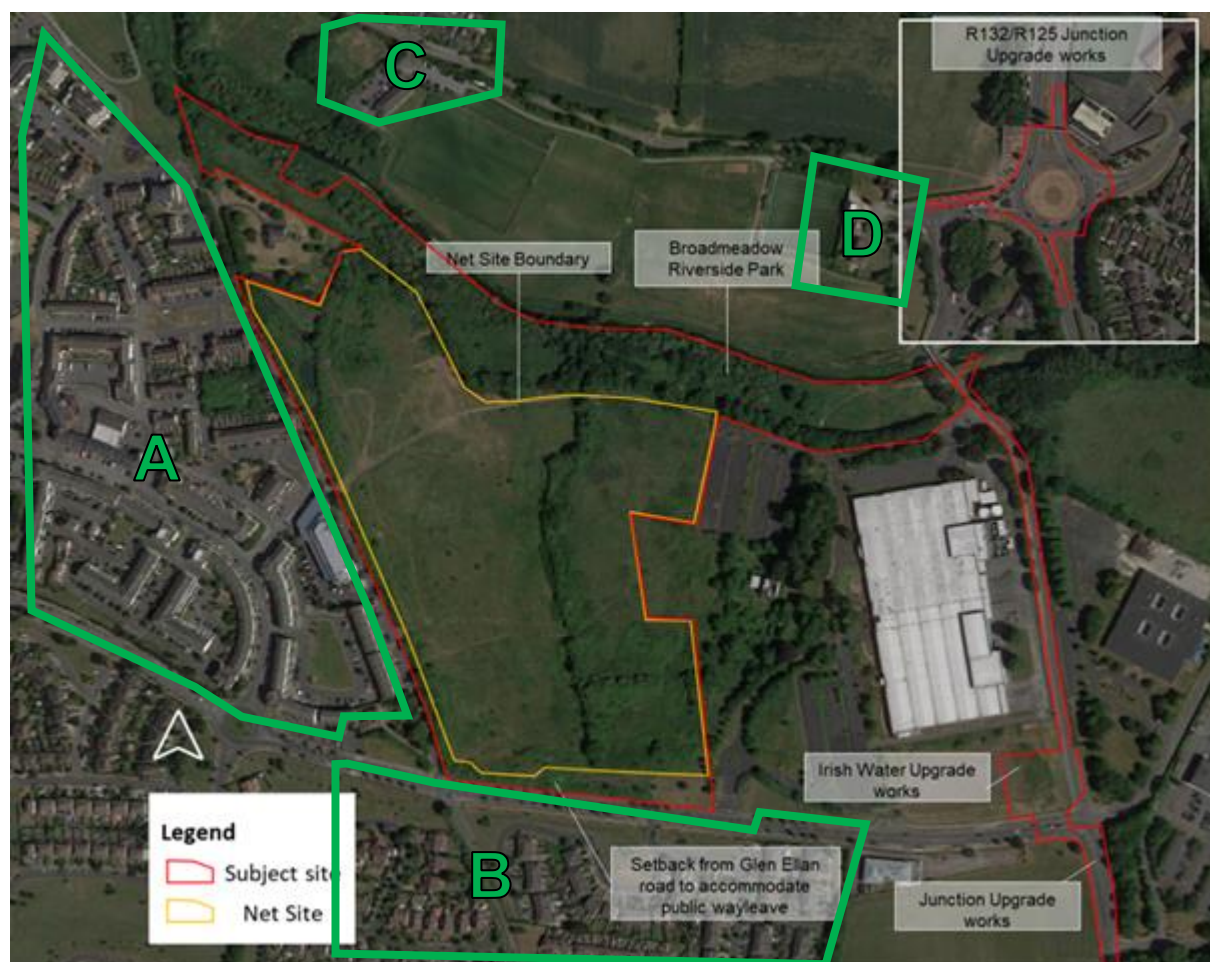 C
R132/R125 Junction
Upgrade works
D
Net Site Boundary
Broadmeadow
Riverside Park
A
Irish Water Upgrade
works
Legend
Subject site
Net Site
B
Setback from Glen Ellan
road to accommodate
public wayleave
Junction Upgrade
works